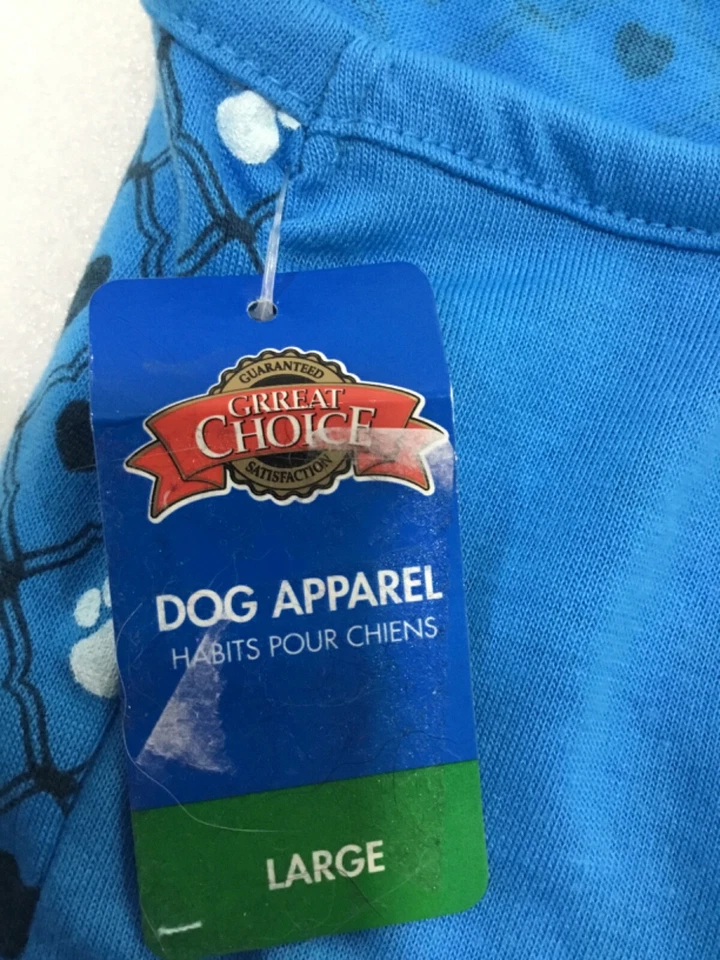 GUARANTEED
GRREAT
CHOICE
SATISFACTION
DOG APPAREL
HABITS POUR CHIENS
LARGE